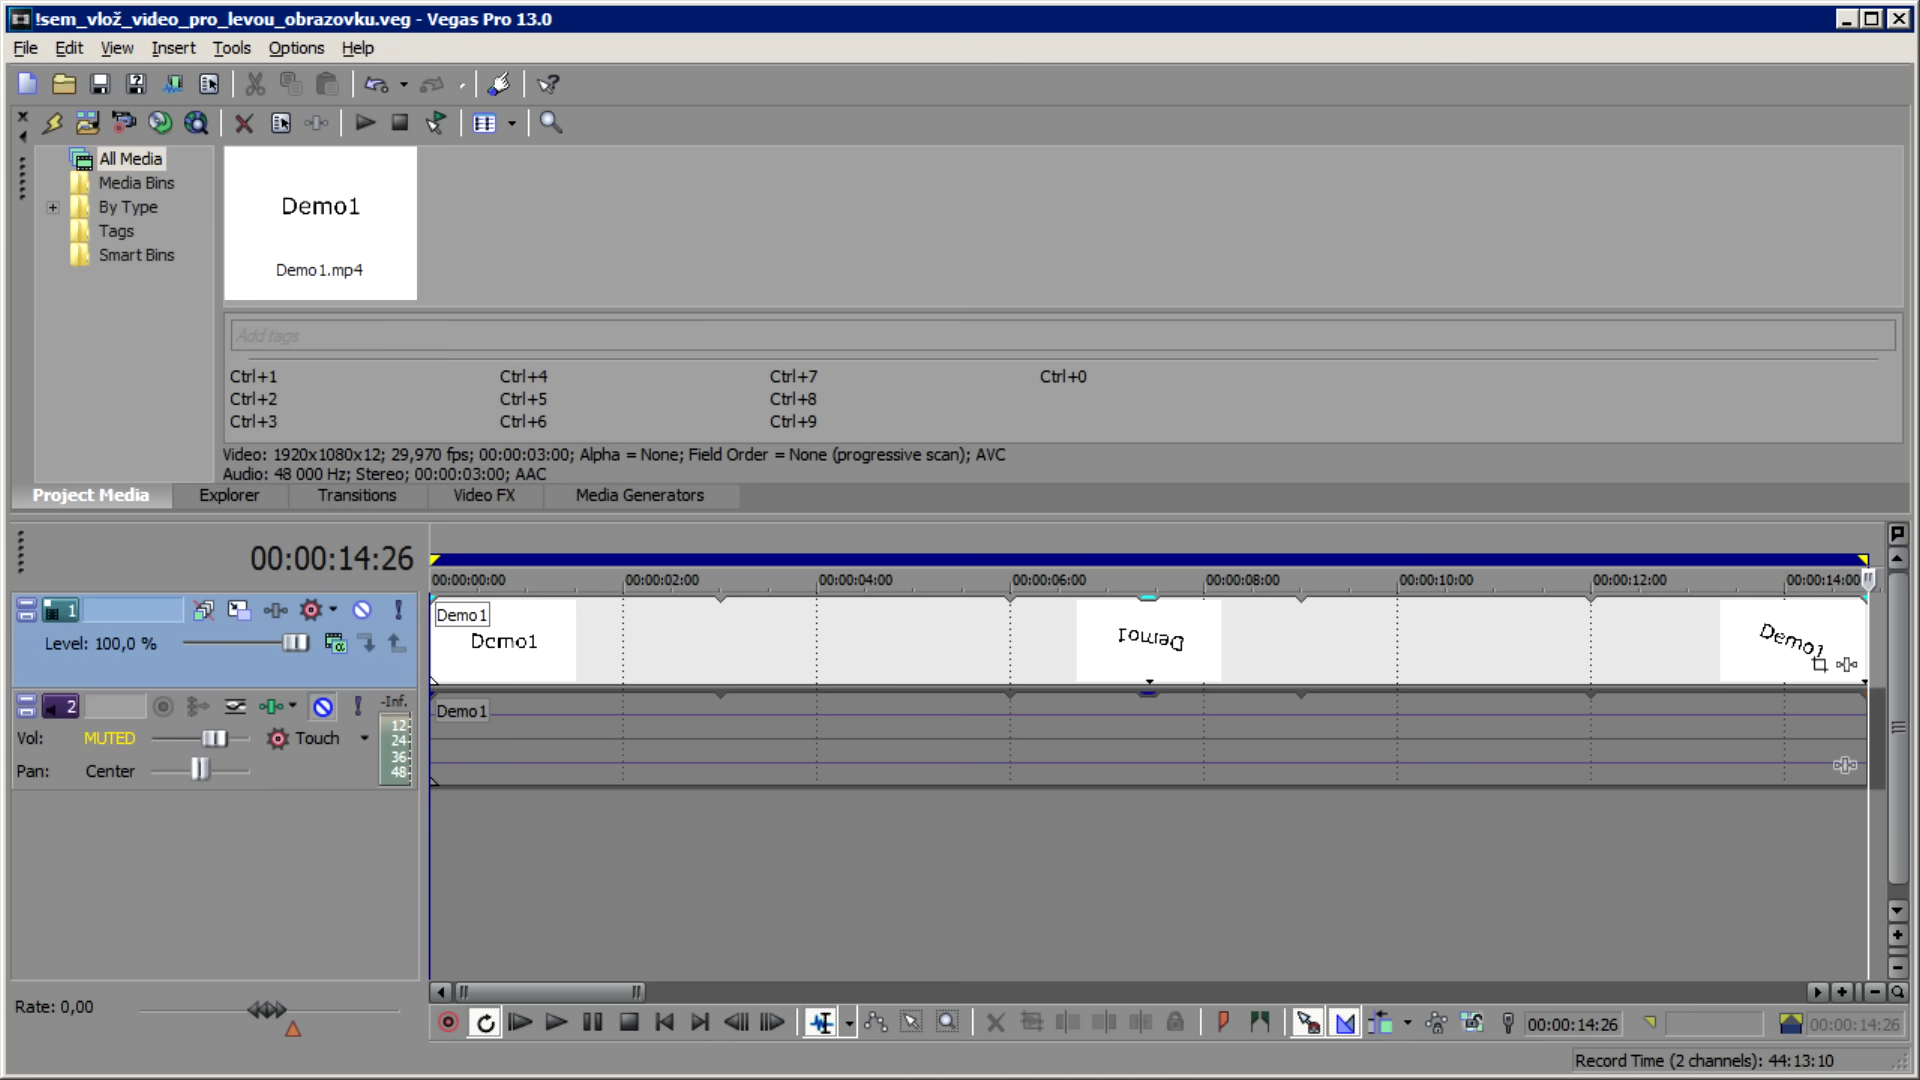 !sem_vlož_video_pro_levou_obrazovku.veg - Vegas Pro 13.0
File Edit View Insert Tools Options Help
All Media
Media Bins
By Type
Tags
Smart Bins
Demo1
Demo1.mp4
Add tags
Ctrl+1 Ctrl+4 Ctrl+7 Ctrl+0
Ctrl+2 Ctrl+5 Ctrl+8
Ctrl+3 Ctrl+6 Ctrl+9
Video: 1920x1080x12; 29,970 fps; 00:00:03:00; Alpha = None; Field Order = None (progressive scan); AVC
Audio: 48 000 Hz; Stereo; 00:00:03:00; AAC
Project Media Explorer Transitions Video FX Media Generators
00:00:14:26
00:00:00:00 00:00:02:00 00:00:04:00 00:00:06:00 00:00:08:00 00:00:10:00 00:00:12:00 00:00:14:00
1
Level: 100,0 %
Demo1
Demo1 Demo1 Demo1
2
-Inf.
Vol: MUTED Touch
Pan: Center
12
24
36
48
Demo1
Rate: 0,00
00:00:14:26 00:00:14:26
Record Time (2 channels): 44:13:10